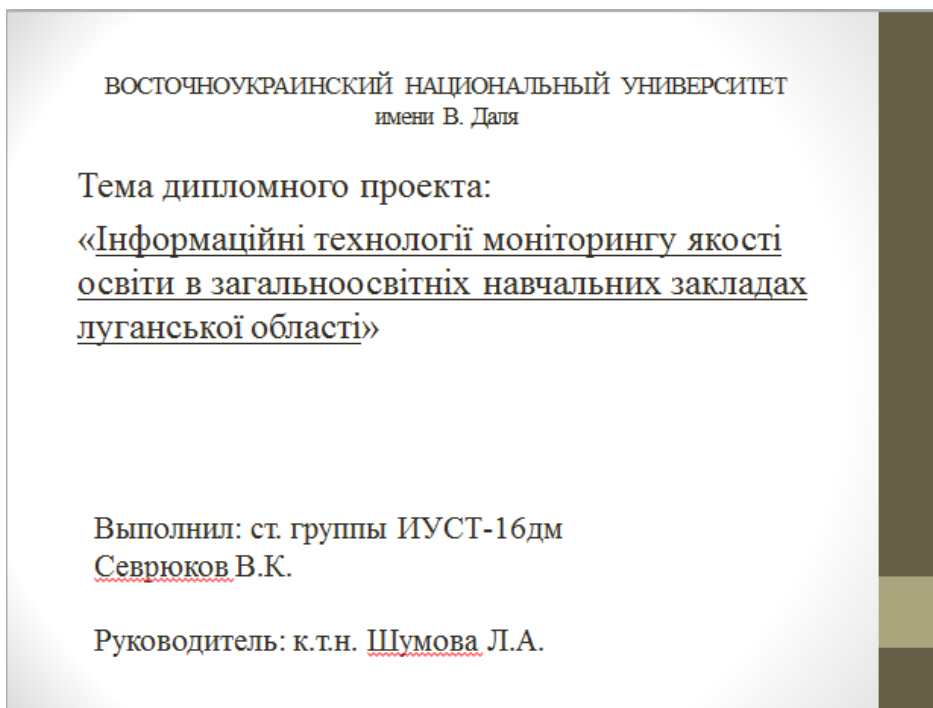 ВОСТОЧНОУКРАИНСКИЙ НАЦИОНАЛЬНЫЙ УНИВЕРСИТЕТ
имени В. Даля
Тема дипломного проекта:
«Інформаційні технології моніторингу якості
освіти в загальноосвітніх навчальних закладах
луганської області»
Выполнил: ст. группы ИУСТ-16дм
Севрюков В.К.
Руководитель: к.т.н. Шумова Л.А.